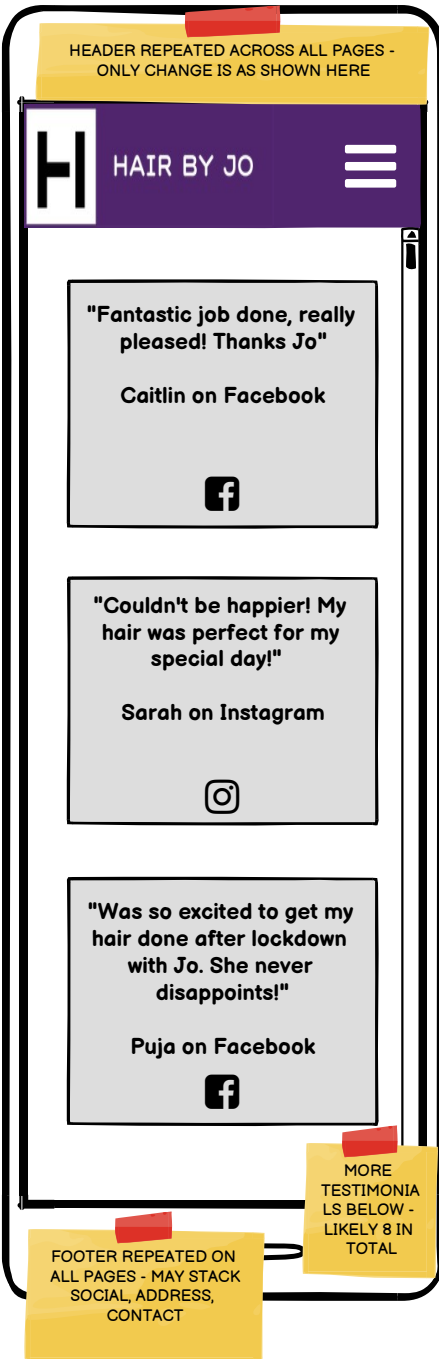 HEADER REPEATED ACROSS ALL PAGES -
ONLY CHANGE IS AS SHOWN HERE
H
HAIR BY JO
"Fantastic job done, really
pleased! Thanks Jo"
Caitlin on Facebook
"Couldn't be happier! My
hair was perfect for my
special day!"
Sarah on Instagram
"Was so excited to get my
hair done after lockdown
with Jo. She never
disappoints!"
Puja on Facebook
MORE
TESTIMONIA
LS BELOW -
LIKELY 8 IN
TOTAL
FOOTER REPEATED ON
ALL PAGES - MAY STACK
SOCIAL, ADDRESS,
CONTACT